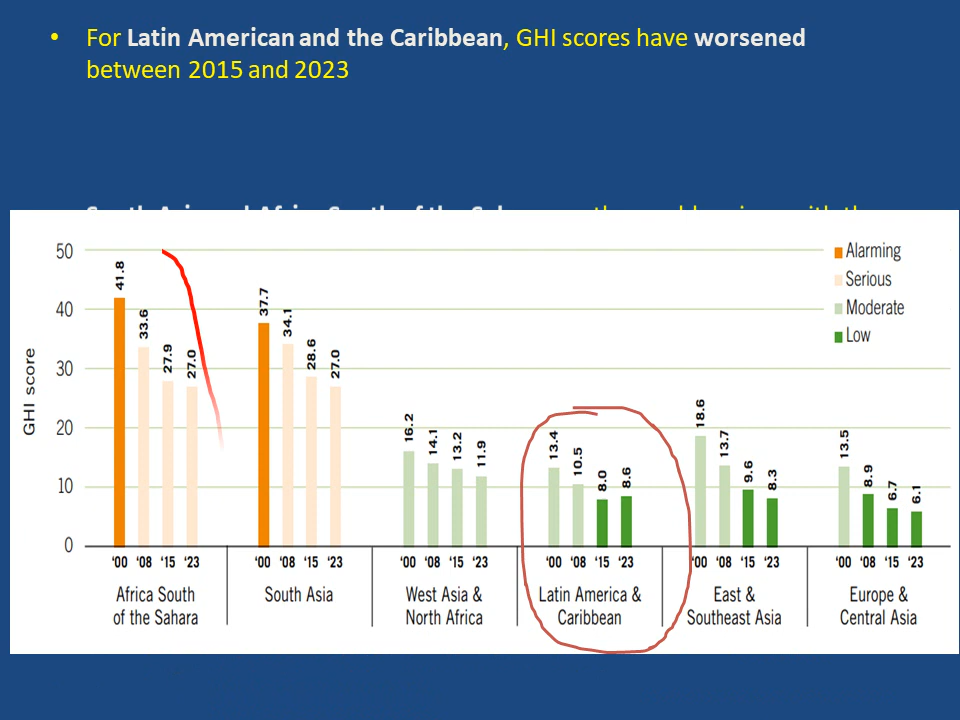 • For Latin American and the Caribbean, GHI scores have worsened
between 2015 and 2023
50
40
30
20
10
0
GHI score
Alarming
Serious
Moderate
Low
41.8 33.6 27.9 27.0
37.7 34.1 28.6 27.0
16.2 14.1 13.2 11.9
13.4 10.5 8.0 8.6
18.6 13.7 9.6 8.3
13.5 8.9 6.7 6.1
'00 '08 '15 '23 '00 '08 '15 '23 '00 '08 '15 '23 '00 '08 '15 '23 '00 '08 '15 '23 '00 '08 '15 '23
Africa South
of the Sahara
South Asia
West Asia &
North Africa
Latin America &
Caribbean
East &
Southeast Asia
Europe &
Central Asia